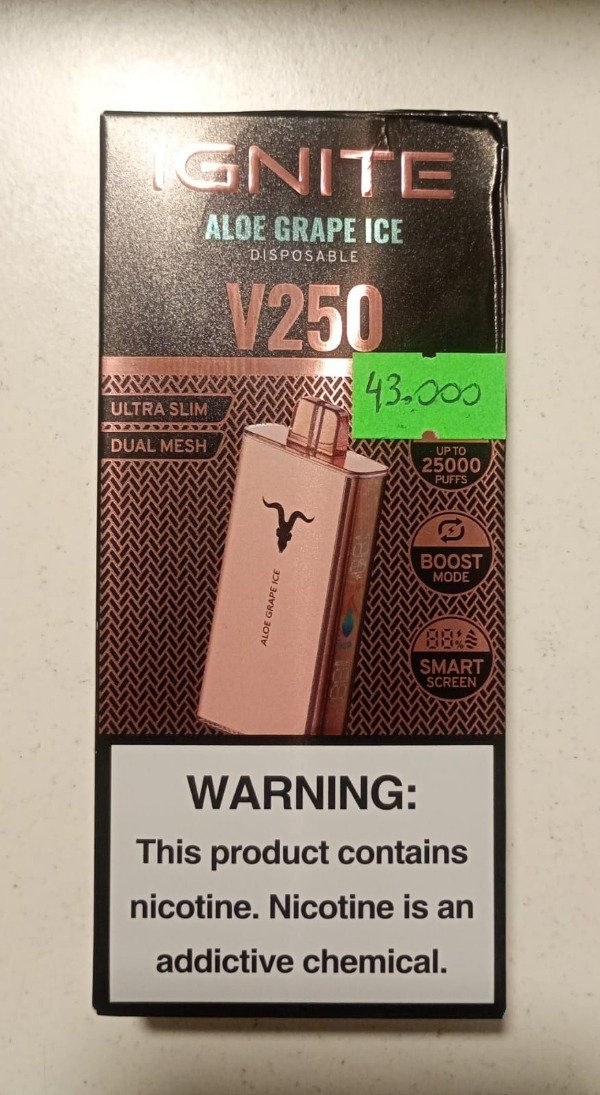 IGNITE
ALOE GRAPE ICE
DISPOSABLE
V250
43.000
ULTRA SLIM
DUAL MESH
UP TO
25000
PUFFS
BOOST
MODE
SMART
SCREEN
ALOE GRAPE ICE
WARNING:
This product contains
nicotine. Nicotine is an
addictive chemical.